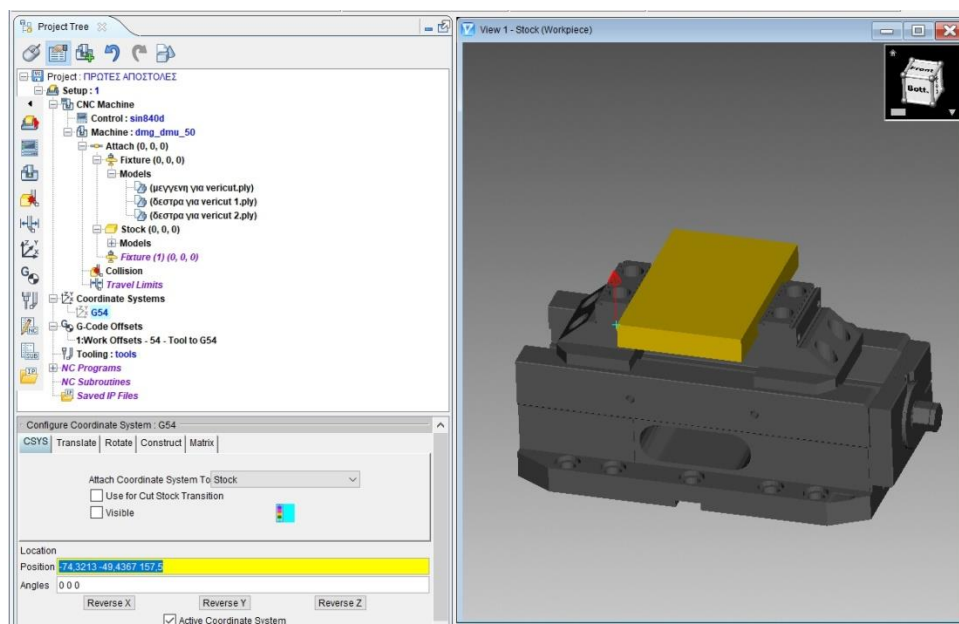 Project Tree
Project : ΠΡΩΤΕΣ ΑΠΟΣΤΟΛΕΣ
Setup : 1
CNC Machine
Control : sin840d
Machine : dmg_dmu_50
Attach (0, 0, 0)
Fixture (0, 0, 0)
Models
(μεγγενη για vericut.ply)
(δεστρα για vericut 1.ply)
(δεστρα για vericut 2.ply)
Stock (0, 0, 0)
Models
Fixture (1) (0, 0, 0)
Collision
Travel Limits
Coordinate Systems
G54
G-Code Offsets
1:Work Offsets - 54 - Tool to G54
Tooling : tools
NC Programs
NC Subroutines
Saved IP Files
Configure Coordinate System : G54
CSYS Translate Rotate Construct Matrix
Attach Coordinate System To Stock
Use for Cut Stock Transition
Visible
Location
Position -74,3213 -49,4367 157,5
Angles 0 0 0
Reverse X Reverse Y Reverse Z
Active Coordinate System
View 1 - Stock (Workpiece)
Front
Bott.